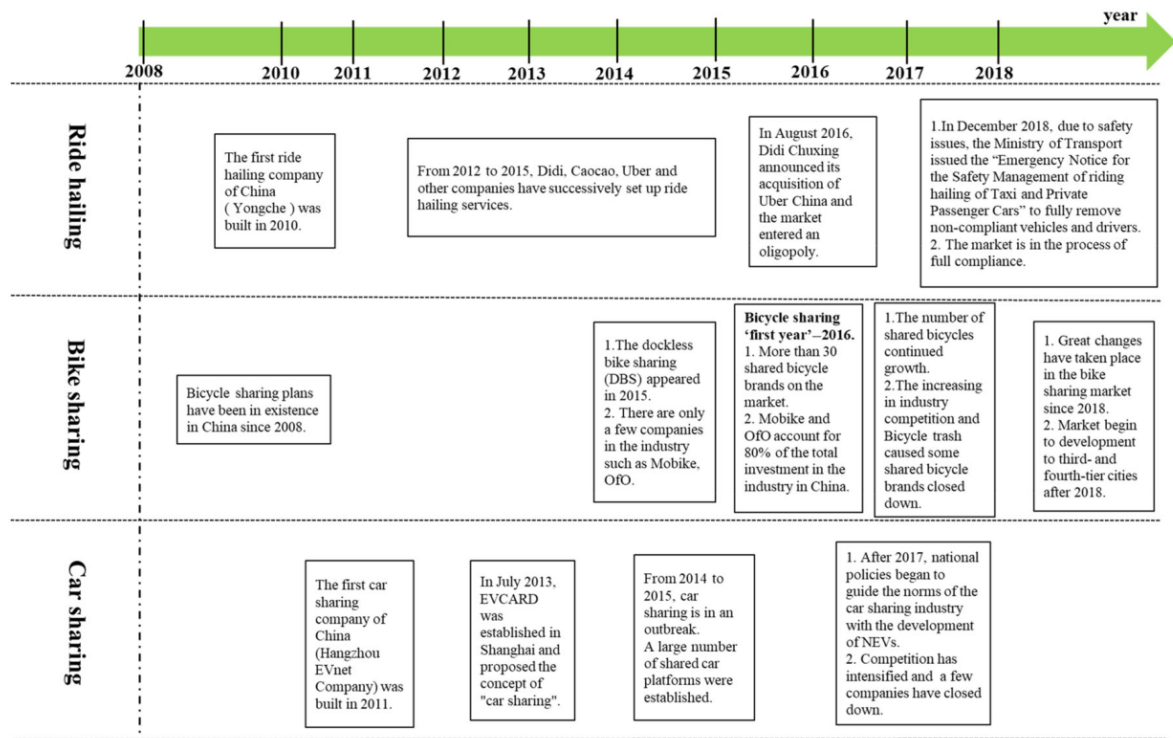 year
2008 2010 2011 2012 2013 2014 2015 2016 2017 2018
Ride hailing
The first ride
hailing company
of China
( Yongche ) was
built in 2010.
From 2012 to 2015, Didi, Caocao, Uber and
other companies have successively set up ride
hailing services.
In August 2016,
Didi Chuxing
announced its
acquisition of
Uber China and
the market
entered an
oligopoly.
1.In December 2018, due to safety
issues, the Ministry of Transport
issued the “Emergency Notice for
the Safety Management of riding
hailing of Taxi and Private
Passenger Cars” to fully remove
non-compliant vehicles and drivers.
2. The market is in the process of
full compliance.
Bike sharing
Bicycle sharing plans
have been in existence
in China since 2008.
1.The dockless
bike sharing
(DBS) appeared
in 2015.
2. There are only
a few companies
in the industry
such as Mobike,
OfO.
Bicycle sharing
‘first year’–2016.
1. More than 30
shared bicycle
brands on the
market.
2. Mobike and
OfO account for
80% of the total
investment in the
industry in China.
1.The number of
shared bicycles
continued
growth.
2.The increasing
in industry
competition and
Bicycle trash
caused some
shared bicycle
brands closed
down.
1. Great changes
have taken place
in the bike
sharing market
since 2018.
2. Market begin
to development
to third- and
fourth-tier cities
after 2018.
Car sharing
The first car
sharing
company of
China
(Hangzhou
EVnet
Company) was
built in 2011.
In July 2013,
EVCARD
was
established in
Shanghai and
proposed the
concept of
"car sharing".
From 2014 to
2015, car
sharing is in an
outbreak.
A large number
of shared car
platforms were
established.
1. After 2017, national
policies began to
guide the norms of the
car sharing industry
with the development
of NEVs.
2. Competition has
intensified and a few
companies have closed
down.